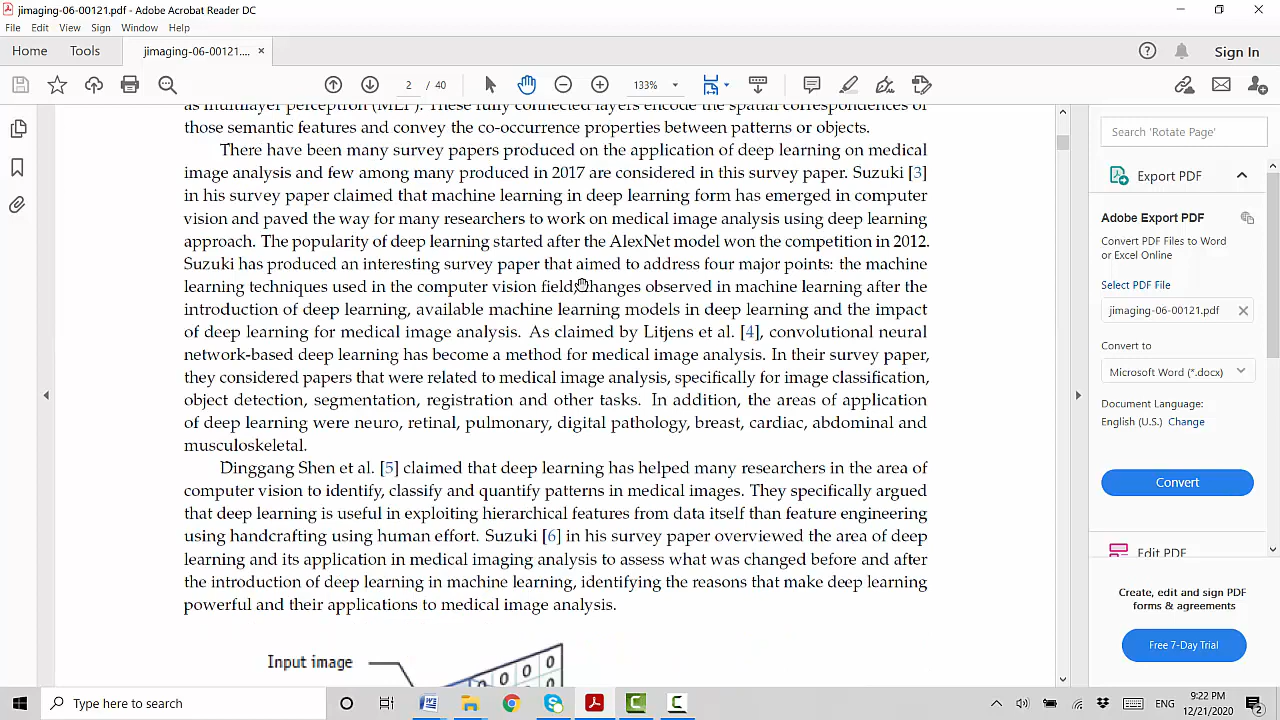 jimaging-06-00121.pdf - Adobe Acrobat Reader DC
File Edit View Sign Window Help
Home Tools jimaging-06-00121.... × Sign In
2 / 40 133%
as multilayer perceptron (MLP). These fully connected layers encode the spatial correspondences of
those semantic features and convey the co-occurrence properties between patterns or objects.
There have been many survey papers produced on the application of deep learning on medical
image analysis and few among many produced in 2017 are considered in this survey paper. Suzuki [3]
in his survey paper claimed that machine learning in deep learning form has emerged in computer
vision and paved the way for many researchers to work on medical image analysis using deep learning
approach. The popularity of deep learning started after the AlexNet model won the competition in 2012.
Suzuki has produced an interesting survey paper that aimed to address four major points: the machine
learning techniques used in the computer vision field, changes observed in machine learning after the
introduction of deep learning, available machine learning models in deep learning and the impact
of deep learning for medical image analysis. As claimed by Litjens et al. [4], convolutional neural
network-based deep learning has become a method for medical image analysis. In their survey paper,
they considered papers that were related to medical image analysis, specifically for image classification,
object detection, segmentation, registration and other tasks. In addition, the areas of application
of deep learning were neuro, retinal, pulmonary, digital pathology, breast, cardiac, abdominal and
musculoskeletal.
Dinggang Shen et al. [5] claimed that deep learning has helped many researchers in the area of
computer vision to identify, classify and quantify patterns in medical images. They specifically argued
that deep learning is useful in exploiting hierarchical features from data itself than feature engineering
using handcrafting using human effort. Suzuki [6] in his survey paper overviewed the area of deep
learning and its application in medical imaging analysis to assess what was changed before and after
the introduction of deep learning in machine learning, identifying the reasons that make deep learning
powerful and their applications to medical image analysis.
Input image
0 0 0
Search 'Rotate Page'
Export PDF
Adobe Export PDF
Convert PDF Files to Word
or Excel Online
Select PDF File
jimaging-06-00121.pdf
Convert to
Microsoft Word (*.docx)
Document Language:
English (U.S.) Change
Convert
Edit PDF
Create, edit and sign PDF
forms & agreements
Free 7-Day Trial
Type here to search
ENG
9:22 PM
12/21/2020
2